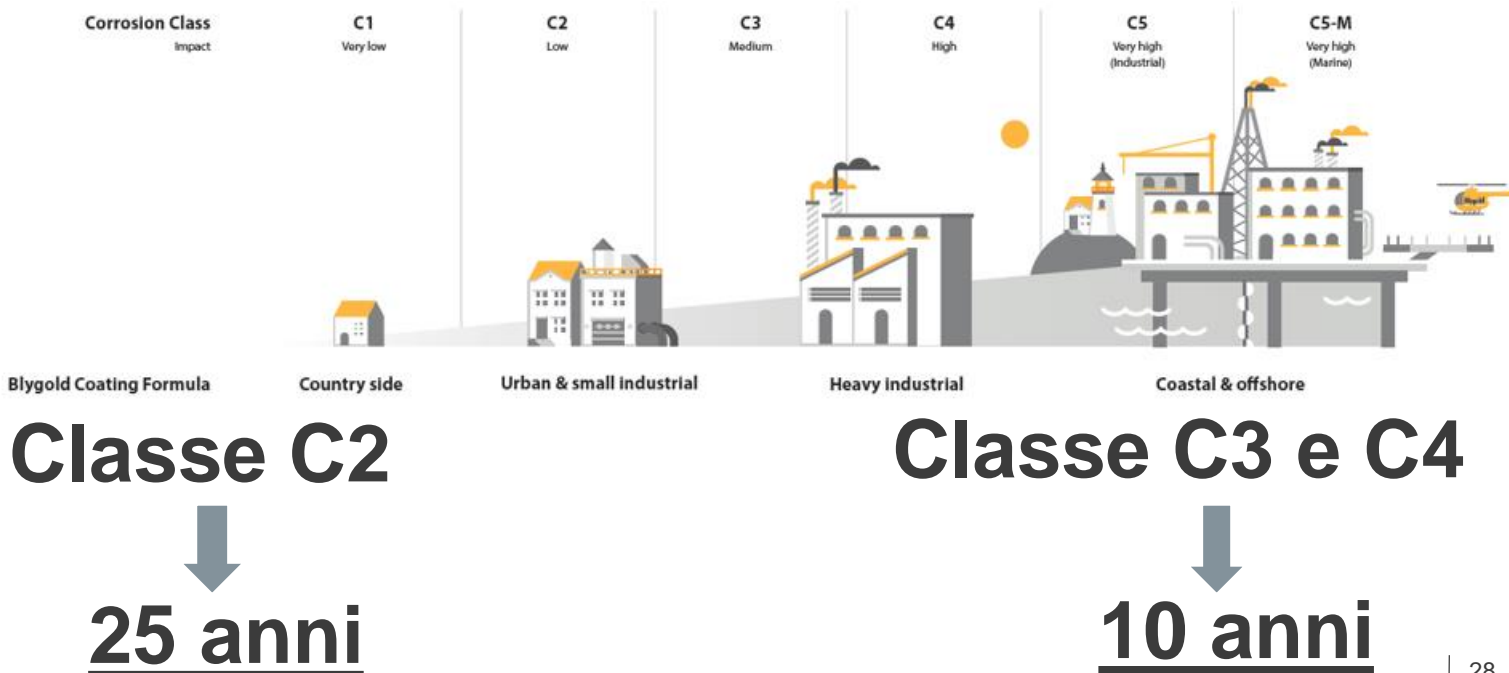 Corrosion Class C1 C2 C3 C4 C5 C5-M
Impact Very low Low Medium High Very high (Industrial) Very high (Marine)
Blygold Coating Formula Country side Urban & small industrial Heavy industrial Coastal & offshore
Classe C2 Classe C3 e C4
25 anni 10 anni
28